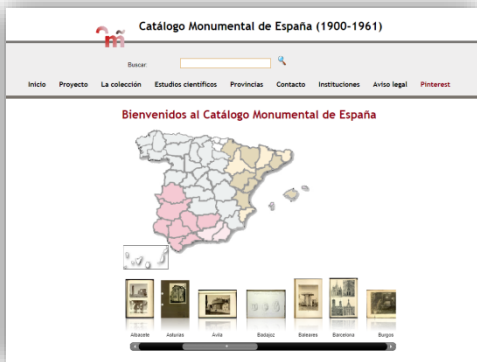 Catálogo Monumental de España (1900-1961)
Buscar:
Inicio Proyecto La colección Estudios científicos Provincias Contacto Instituciones Aviso legal Pinterest
Bienvenidos al Catálogo Monumental de España
Albacete Asturias Ávila Badajoz Baleares Barcelona Burgos